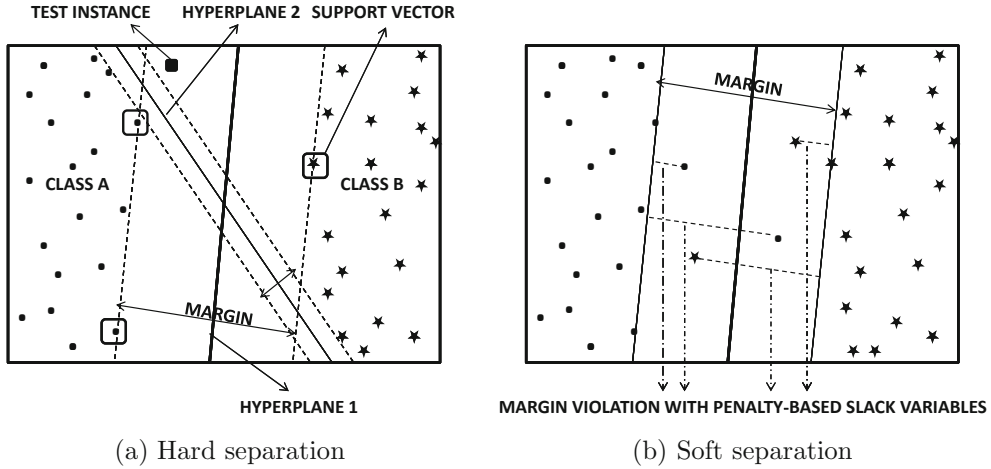 TEST INSTANCE
HYPERPLANE 2
SUPPORT VECTOR
CLASS A
CLASS B
MARGIN
HYPERPLANE 1
(a) Hard separation
MARGIN
MARGIN VIOLATION WITH PENALTY-BASED SLACK VARIABLES
(b) Soft separation